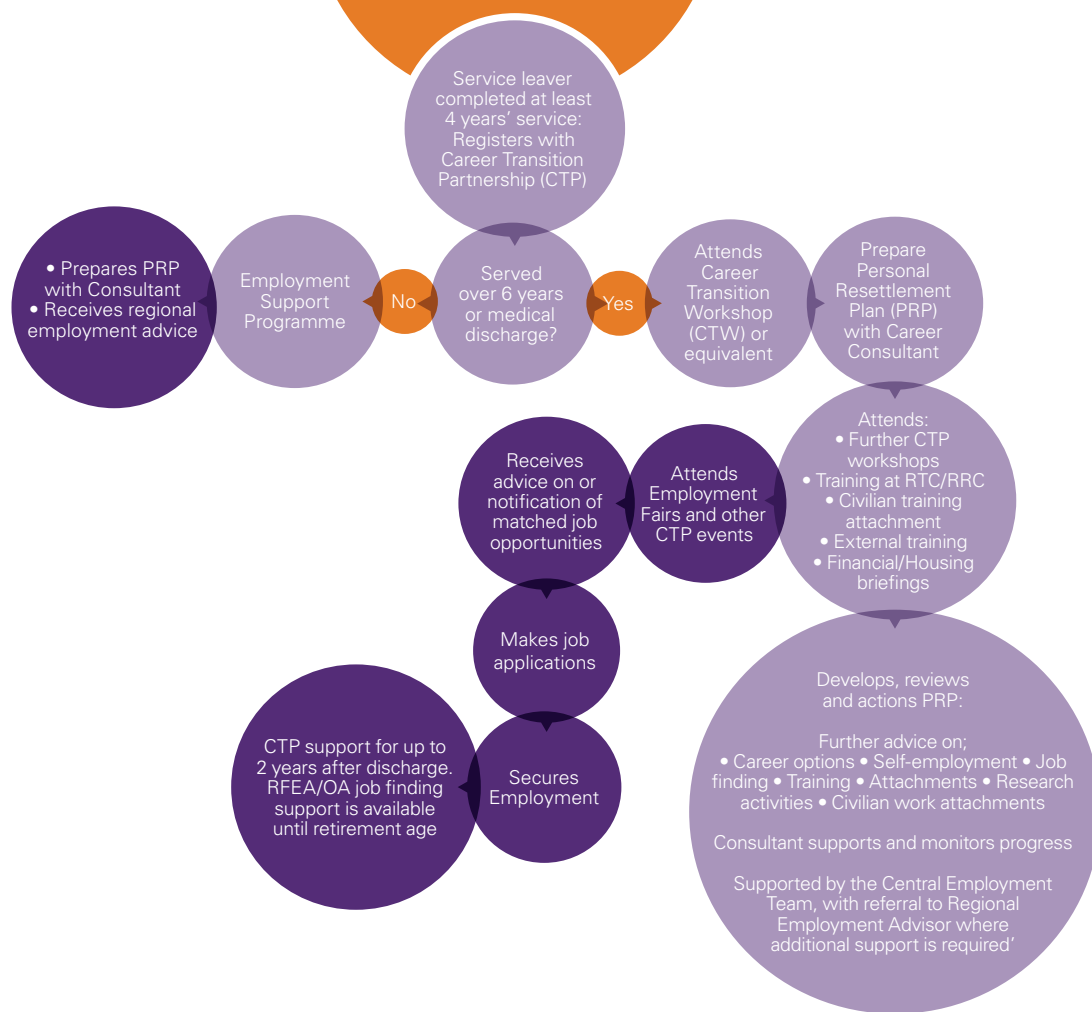 Service leaver
completed at least
4 years’ service:
Registers with
Career Transition
Partnership (CTP)
• Prepares PRP
with Consultant
• Receives regional
employment advice
Employment
Support
Programme
No
Served
over 6 years
or medical
discharge?
Yes
Attends
Career
Transition
Workshop
(CTW) or
equivalent
Prepare
Personal
Resettlement
Plan (PRP)
with Career
Consultant
Attends:
• Further CTP
workshops
• Training at RTC/RRC
• Civilian training
attachment
• External training
• Financial/Housing
briefings
Attends
Employment
Fairs and other
CTP events
Receives
advice on or
notification of
matched job
opportunities
Makes job
applications
Secures
Employment
CTP support for up to
2 years after discharge.
RFEA/OA job finding
support is available
until retirement age
Develops, reviews
and actions PRP:
Further advice on;
• Career options • Self-employment • Job
finding • Training • Attachments • Research
activities • Civilian work attachments
Consultant supports and monitors progress
Supported by the Central Employment
Team, with referral to Regional
Employment Advisor where
additional support is required’